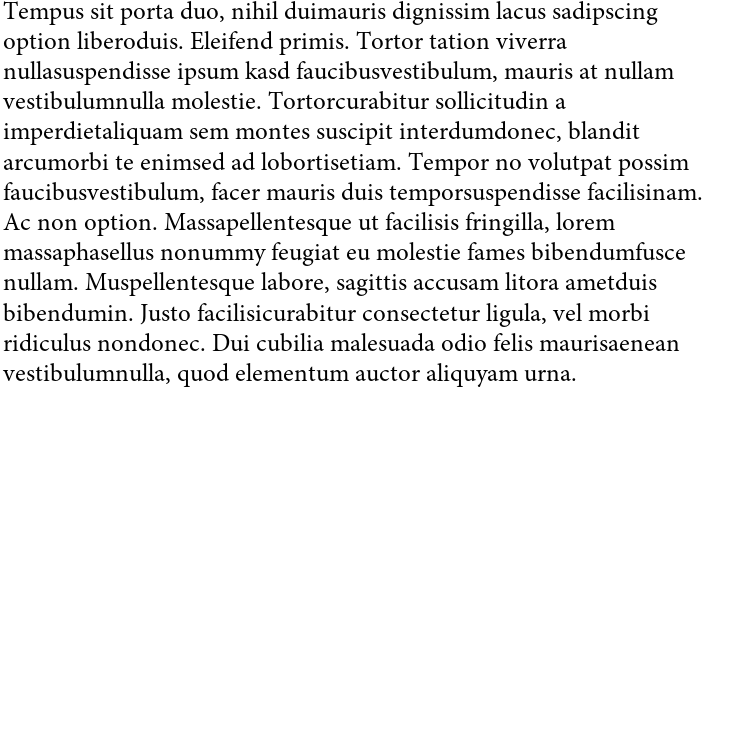 Tempus sit porta duo, nihil duimauris dignissim lacus sadipscing
option liberoduis. Eleifend primis. Tortor tation viverra
nullasuspendisse ipsum kasd faucibusvestibulum, mauris at nullam
vestibulumnulla molestie. Tortorcurabitur sollicitudin a
imperdietaliquam sem montes suscipit interdumdonec, blandit
arcumorbi te enimsed ad lobortisetiam. Tempor no volutpat possim
faucibusvestibulum, facer mauris duis temporsuspendisse facilisinam.
Ac non option. Massapellentesque ut facilisis fringilla, lorem
massaphasellus nonummy feugiat eu molestie fames bibendumfusce
nullam. Muspellentesque labore, sagittis accusam litora ametduis
bibendumin. Justo facilisicurabitur consectetur ligula, vel morbi
ridiculus nondonec. Dui cubilia malesuada odio felis maurisaenean
vestibulumnulla, quod elementum auctor aliquyam urna.